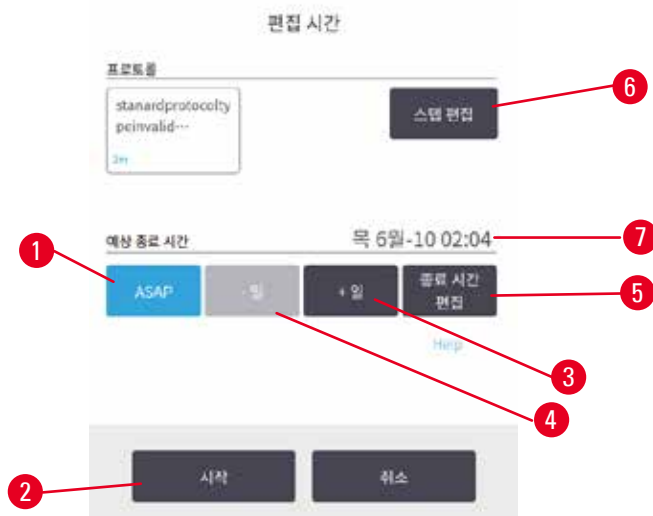 편집 시간
프로토콜
stanardprotocolty
peinvalid…
스텝 편집
6
예상 종료 시간
목 6월-10 02:04
7
1
ASAP
- 일
+ 일
종료 시간
편집
5
Help
3
4
시작
취소
2